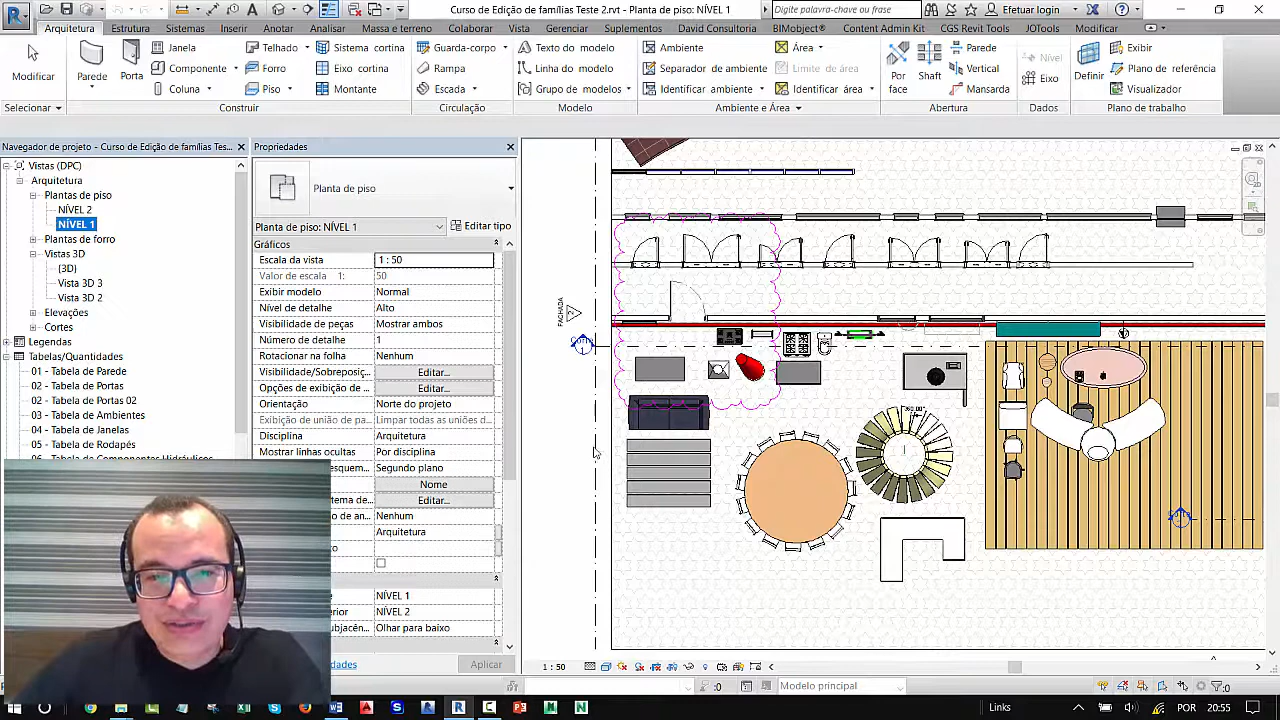 Curso de Edição de famílias Teste 2.rvt - Planta de piso: NÍVEL 1
Digite palavra-chave ou frase
Efetuar login
Arquitetura Estrutura Sistemas Inserir Anotar Analisar Massa e terreno Colaborar Vista Gerenciar Suplementos David Consultoria BIMobject® Content Admin Kit CGS Revit Tools JOTools Modificar
Modificar
Parede
Porta
Janela
Componente
Coluna
Telhado
Forro
Piso
Sistema cortina
Parede cortina
Montante
Guarda-corpo
Rampa
Escada
Texto do modelo
Linha do modelo
Grupo de modelos
Ambiente
Separador de ambiente
Identificar ambiente
Área
Limite de área
Identificar área
Por face
Shaft
Parede
Vertical
Mansarda
Nível
Eixo
Definir
Exibir
Plano de referência
Visualizador
Selecionar Construir Circulação Modelo Ambiente e Área Abertura Dados Plano de trabalho
Navegador de projeto - Curso de Edição de famílias Tes...
Vistas (DPC)
Arquitetura
Plantas de piso
NÍVEL 2
NÍVEL 1
Plantas de forro
Vistas 3D
{3D}
Vista 3D 3
Vista 3D 2
Elevações
Cortes
Legendas
Tabelas/Quantidades
01 - Tabela de Parede
02 - Tabela de Portas
02 - Tabela de Portas 02
03 - Tabela de Ambientes
04 - Tabela de Janelas
05 - Tabela de Rodapés
Propriedades
Planta de piso
Planta de piso: NÍVEL 1
Editar tipo
Gráficos
Escala da vista 1 : 50
Valor de escala 1: 50
Exibir modelo Normal
Nível de detalhe Alto
Visibilidade de peças Mostrar ambos
Número de detalhe 1
Rotacionar na folha Nenhum
Visibilidade/Sobreposiç... Editar...
Opções de exibição de ... Editar...
Orientação Norte do projeto
Exibição de união de pa... Limpar todas as uniões d...
Disciplina Arquitetura
Mostrar linhas ocultas Por disciplina
Segundo plano
Nome
Editar...
Nenhum
Arquitetura
NÍVEL 1
NÍVEL 2
Olhar para baixo
Aplicar
FACHADA
360,00°
1 : 50
:0
Modelo principal
:0
Links
POR
20:55